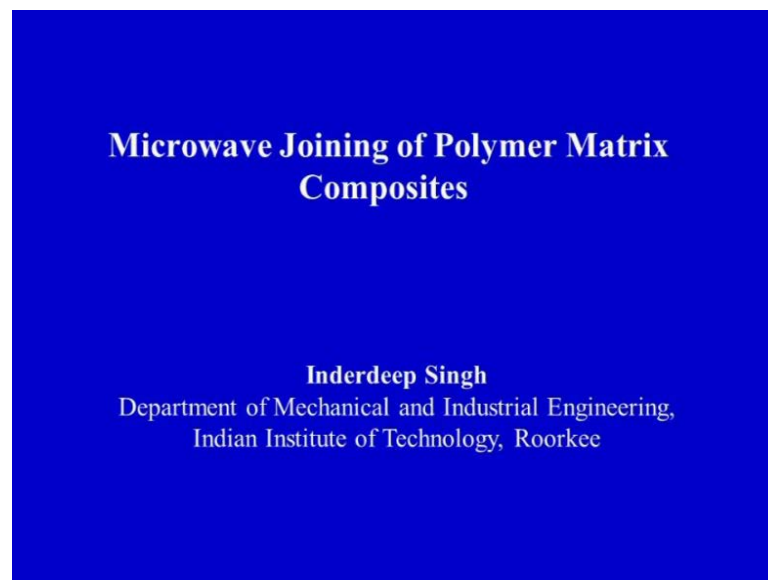 Microwave Joining of Polymer Matrix
Composites
Inderdeep Singh
Department of Mechanical and Industrial Engineering,
Indian Institute of Technology, Roorkee